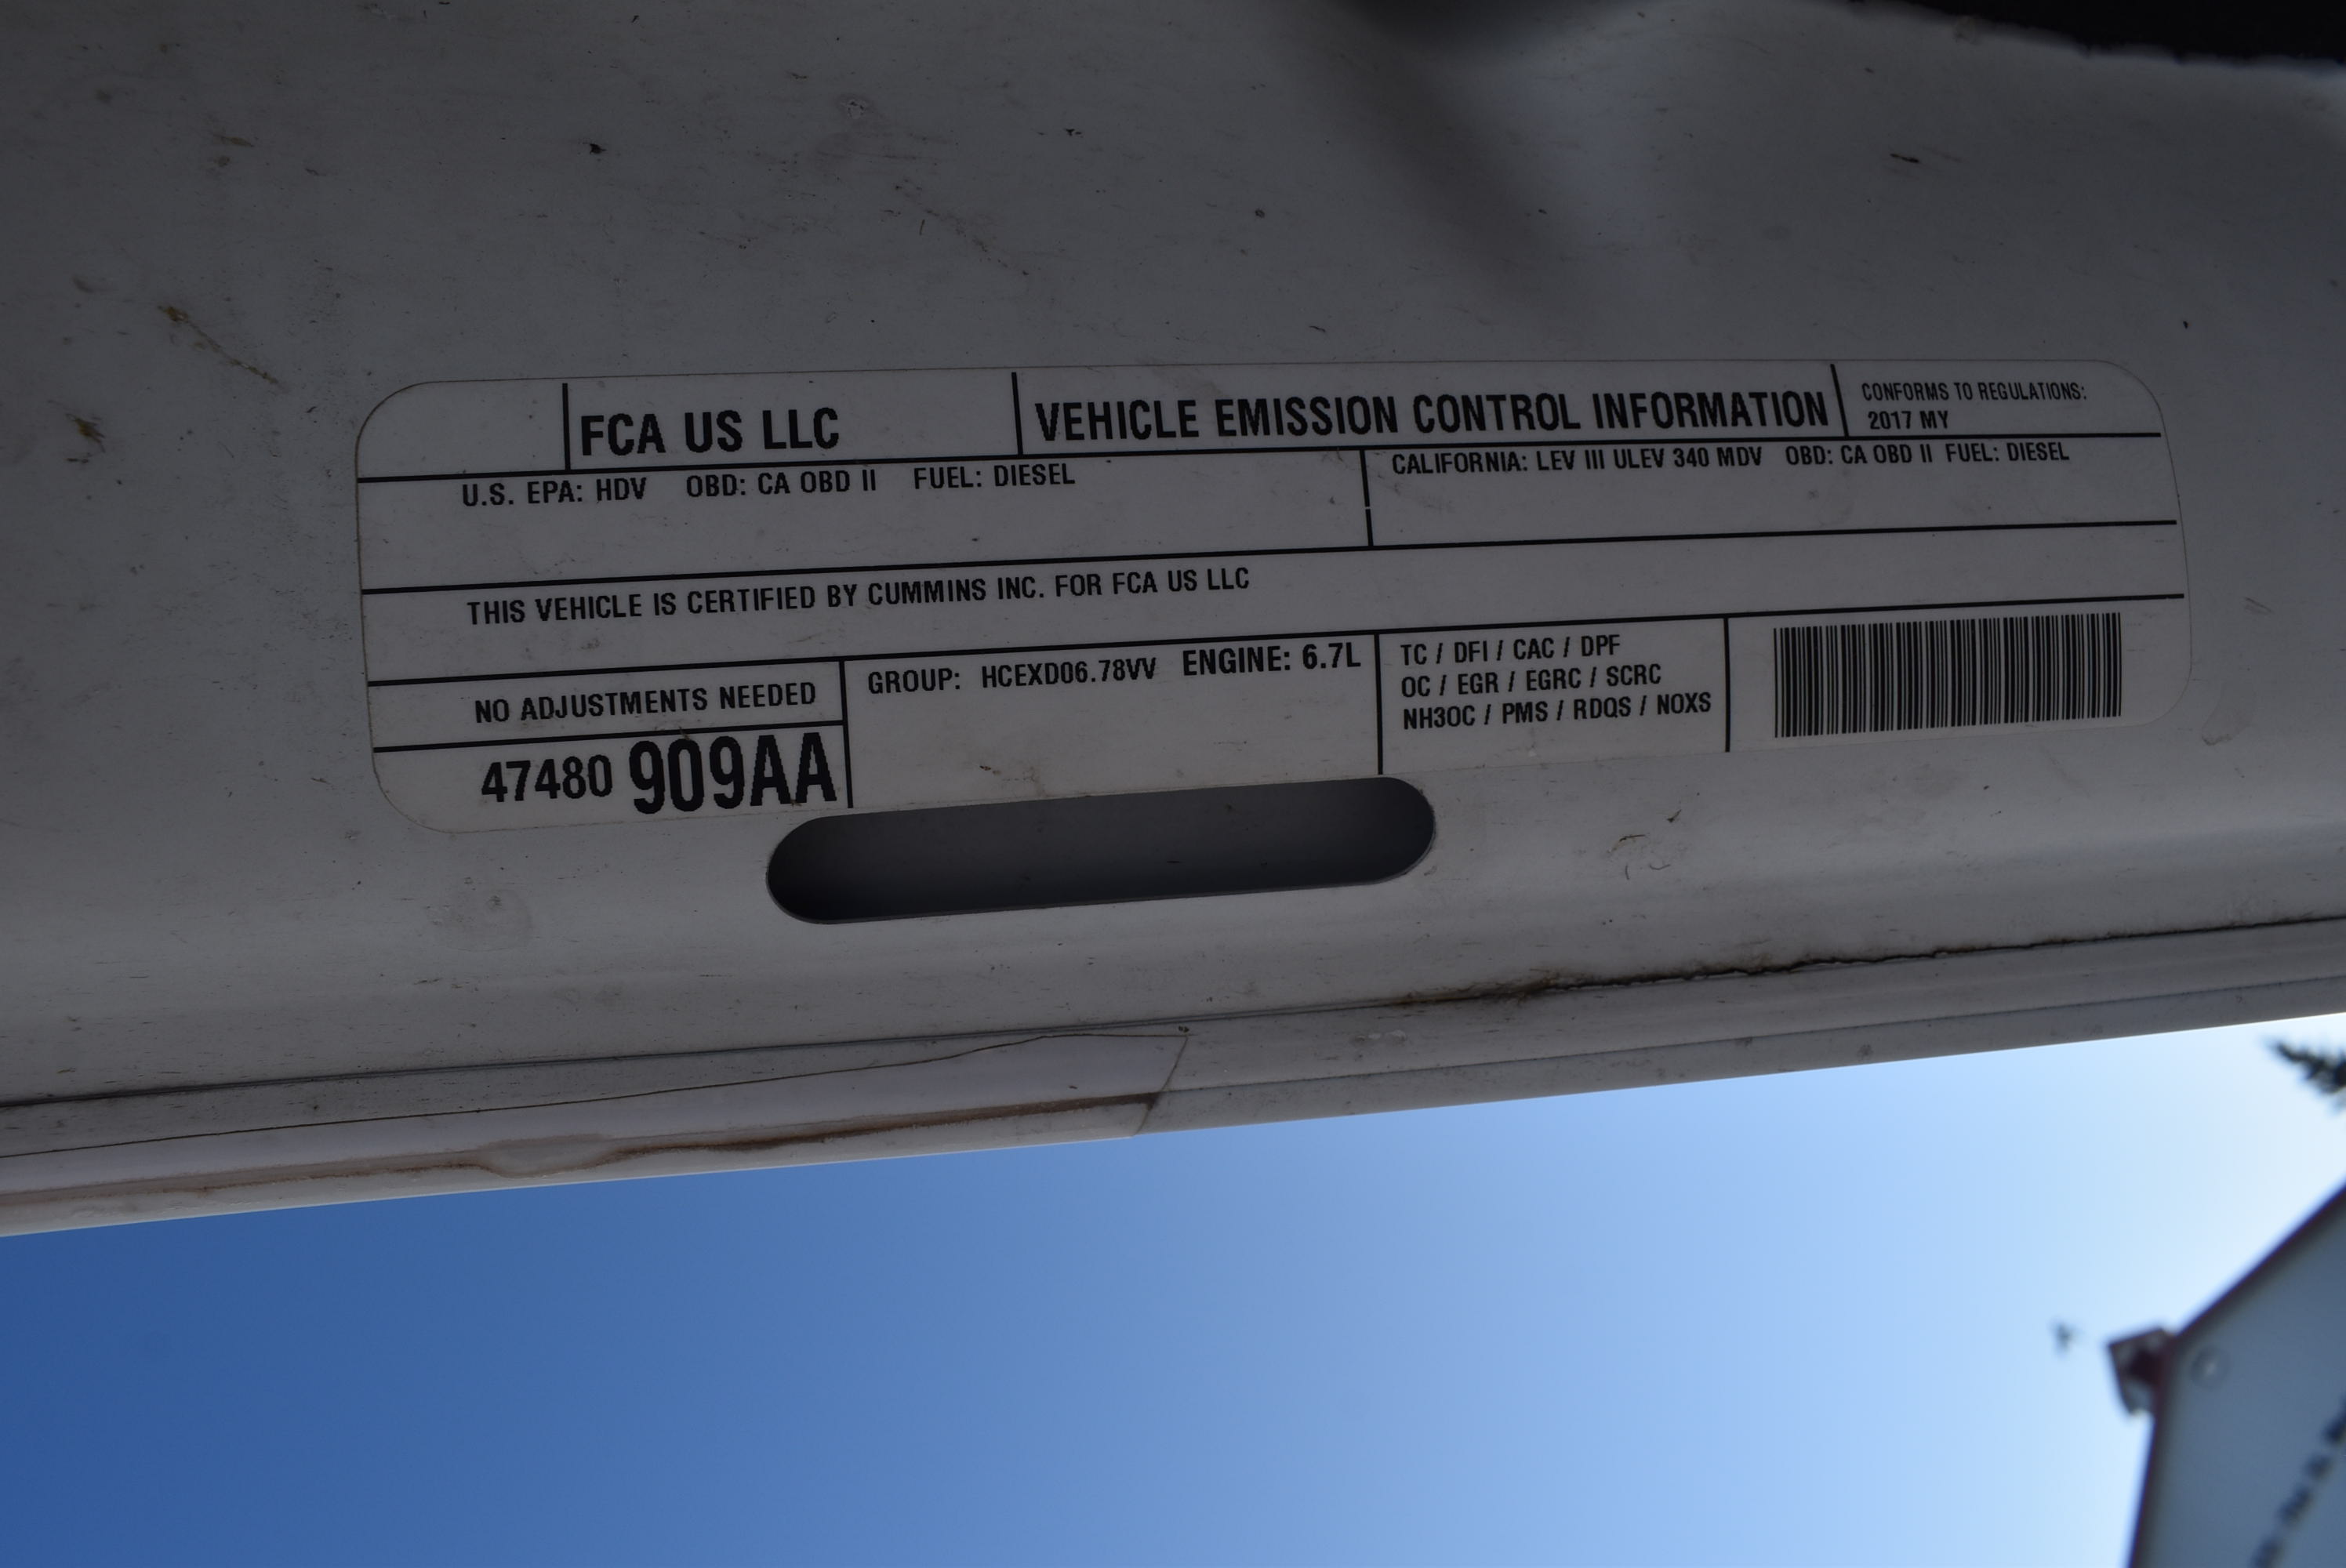 FCA US LLC
VEHICLE EMISSION CONTROL INFORMATION
CONFORMS TO REGULATIONS:
2017 MY
U.S. EPA: HDV OBD: CA OBD II FUEL: DIESEL
CALIFORNIA: LEV III ULEV 340 MDV OBD: CA OBD II FUEL: DIESEL
THIS VEHICLE IS CERTIFIED BY CUMMINS INC. FOR FCA US LLC
NO ADJUSTMENTS NEEDED
47480 909AA
GROUP: HCEXD06.78VV ENGINE: 6.7L
TC / DFI / CAC / DPF
OC / EGR / EGRC / SCRC
NH3OC / PMS / RDQS / NOXS